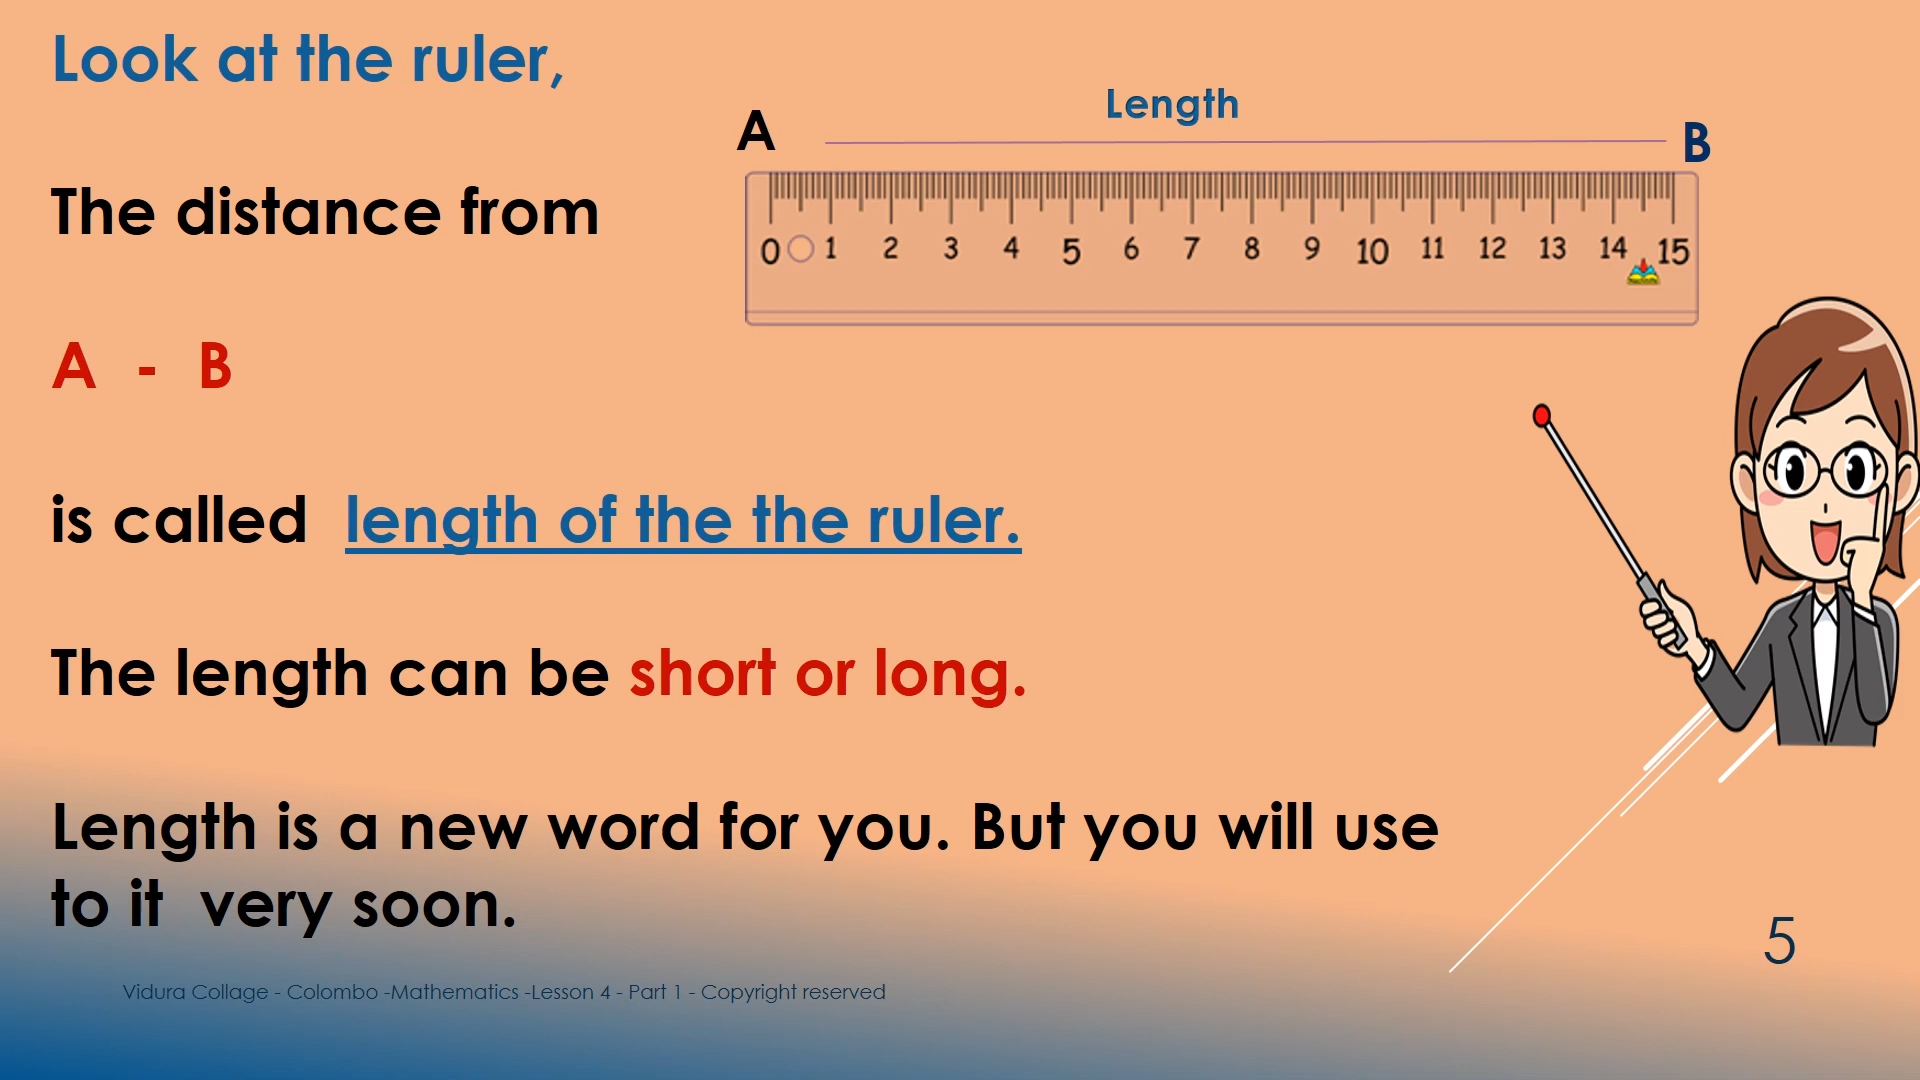 Look at the ruler,
Length
A
B
0 1 2 3 4 5 6 7 8 9 10 11 12 13 14 15
The distance from
A - B
is called length of the the ruler.
The length can be short or long.
Length is a new word for you. But you will use
to it very soon.
5
Vidura Collage - Colombo -Mathematics -Lesson 4 - Part 1 - Copyright reserved